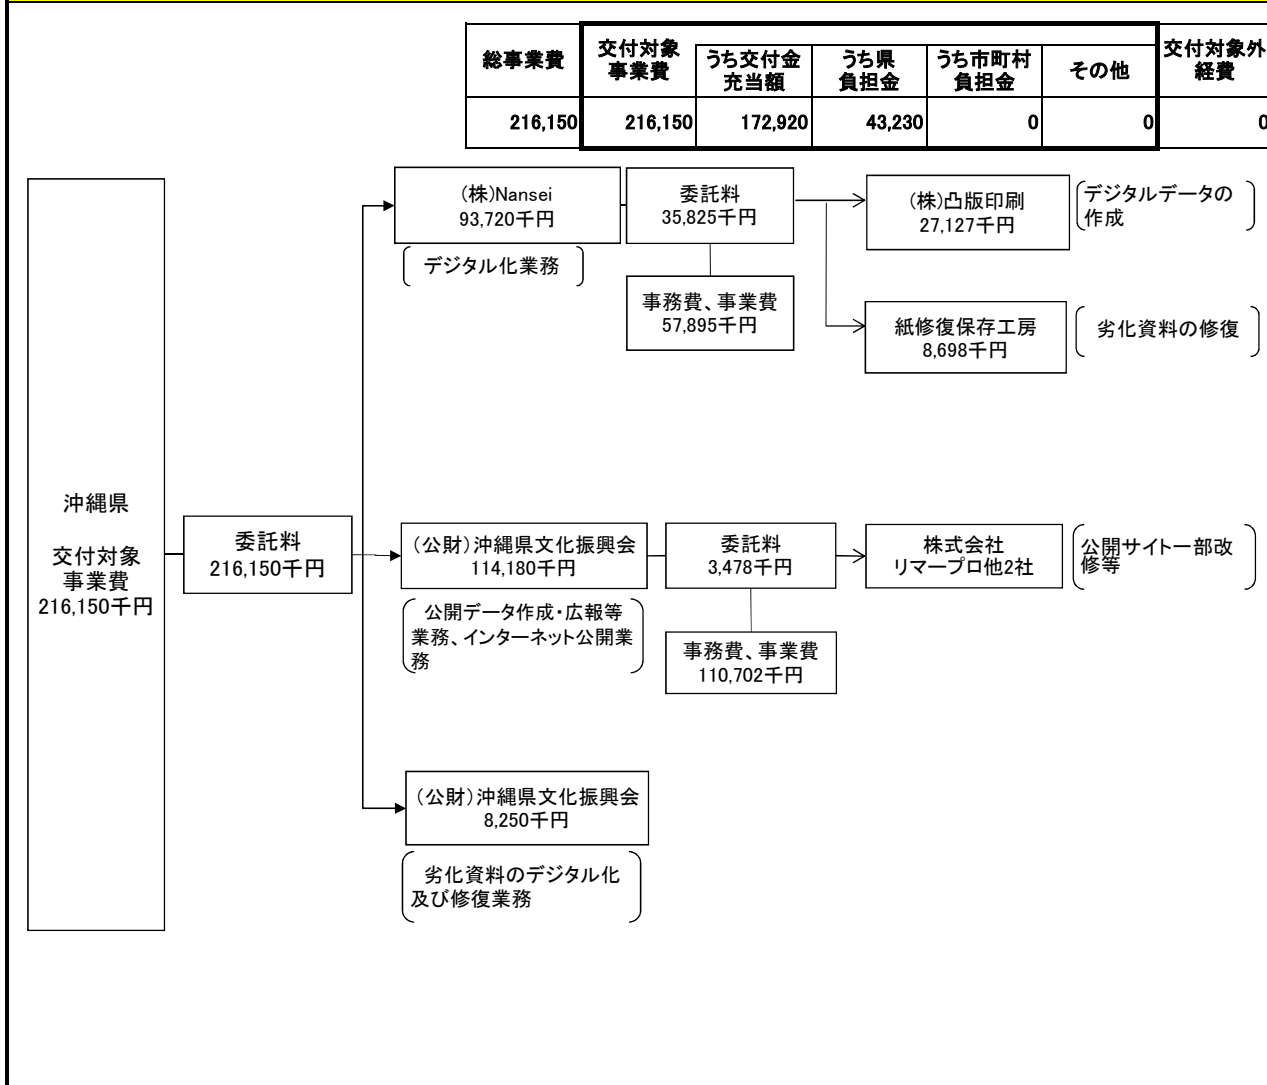 総事業費
交付対象
事業費
うち交付金
充当額
うち県
負担金
うち市町村
負担金
その他
交付対象外
経費
216,150 216,150 172,920 43,230 0 0 0
(株)Nansei
93,720千円
委託料
35,825千円
(株)凸版印刷
27,127千円
デジタルデータの
作成
デジタル化業務
事務費、事業費
57,895千円
紙修復保存工房
8,698千円
劣化資料の修復
沖縄県
交付対象
事業費
216,150千円
委託料
216,150千円
(公財)沖縄県文化振興会
114,180千円
委託料
3,478千円
株式会社
リマープロ他2社
公開サイト一部改
修等
公開データ作成・広報等
業務、インターネット公開業
務
事務費、事業費
110,702千円
(公財)沖縄県文化振興会
8,250千円
劣化資料のデジタル化
及び修復業務